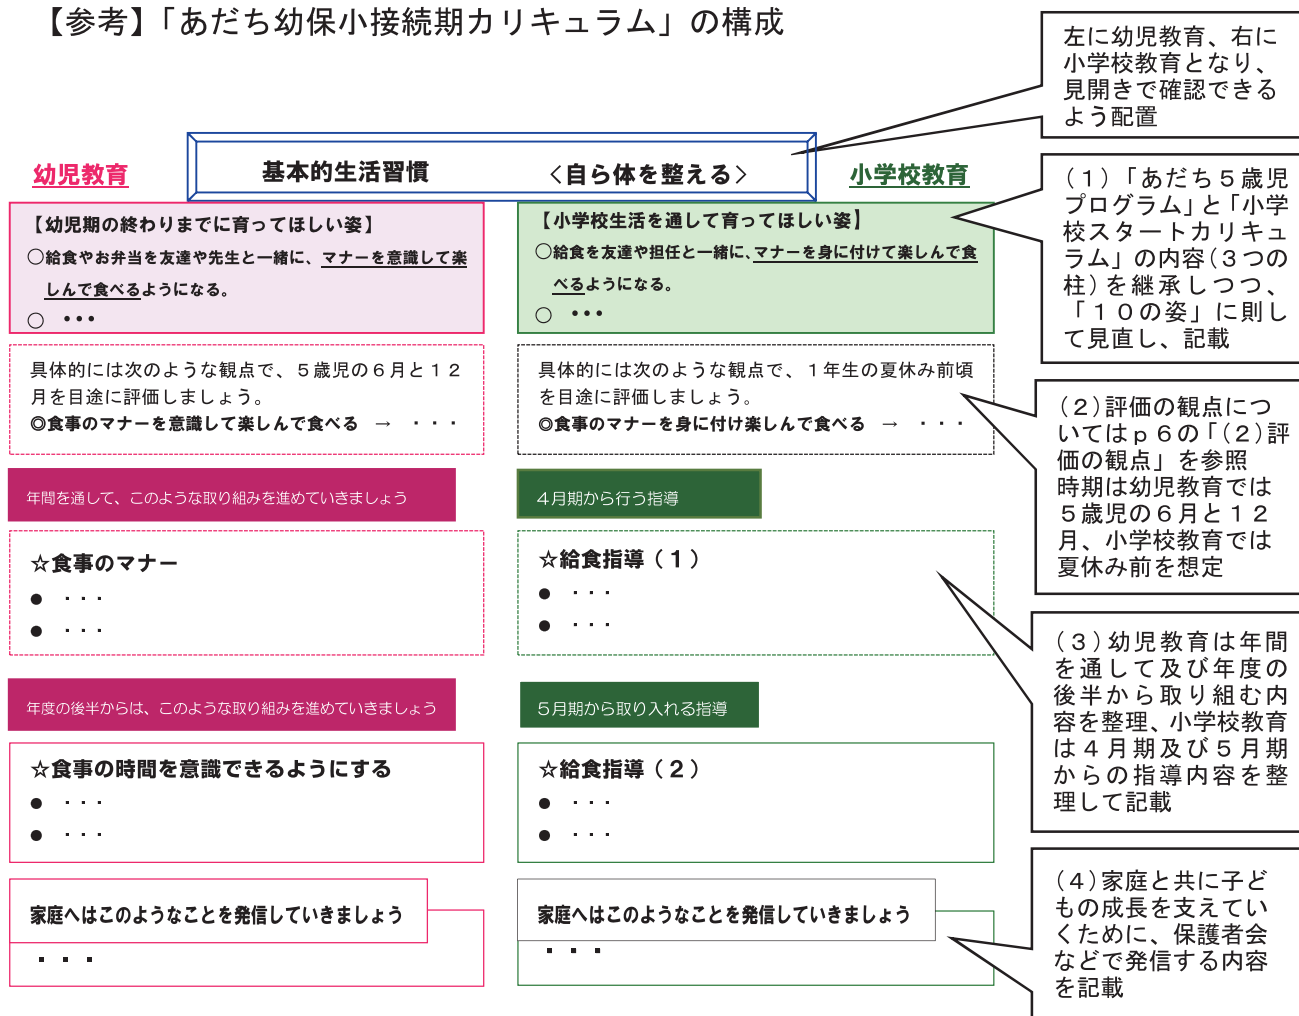 【参考】「あだち幼保小接続期カリキュラム」の構成
左に幼児教育、右に
小学校教育となり、
見開きで確認できる
よう配置
幼児教育
基本的生活習慣　＜自ら体を整える＞
小学校教育
【幼児期の終わりまでに育ってほしい姿】
○給食やお弁当を友達や先生と一緒に、マナーを意識して楽
しんで食べるようになる。
○　・・・
【小学校生活を通して育ってほしい姿】
○給食を友達や担任と一緒に、マナーを身に付けて楽しんで食
べるようになる。
○　・・・
（１）「あだち５歳児
プログラム」と「小学
校スタートカリキュ
ラム」の内容（３つの
柱）を継承しつつ、
「１０の姿」に則し
て見直し、記載
具体的には次のような観点で、５歳児の６月と１２
月を目途に評価しましょう。
◎食事のマナーを意識して楽しんで食べる　→　・・・
具体的には次のような観点で、１年生の夏休み前頃
を目途に評価しましょう。
◎食事のマナーを身に付け楽しんで食べる　→　・・・
（２）評価の観点につ
いてはｐ６の「（２）評
価の観点」を参照
時期は幼児教育では
５歳児の６月と１２
月、小学校教育では
夏休み前を想定
年間を通して、このような取り組みを進めていきましょう
４月期から行う指導
☆食事のマナー
●　・・・
●　・・・
☆給食指導（１）
●　・・・
●　・・・
（３）幼児教育は年間
を通して及び年度の
後半から取り組む内
容を整理、小学校教育
は４月期及び５月期
からの指導内容を整
理して記載
年度の後半からは、このような取り組みを進めていきましょう
５月期から取り入れる指導
☆食事の時間を意識できるようにする
●　・・・
●　・・・
☆給食指導（２）
●　・・・
●　・・・
家庭へはこのようなことを発信していきましょう
・・・
家庭へはこのようなことを発信していきましょう
・・・
（４）家庭と共に子ど
もの成長を支えてい
くために、保護者会
などで発信する内容
を記載